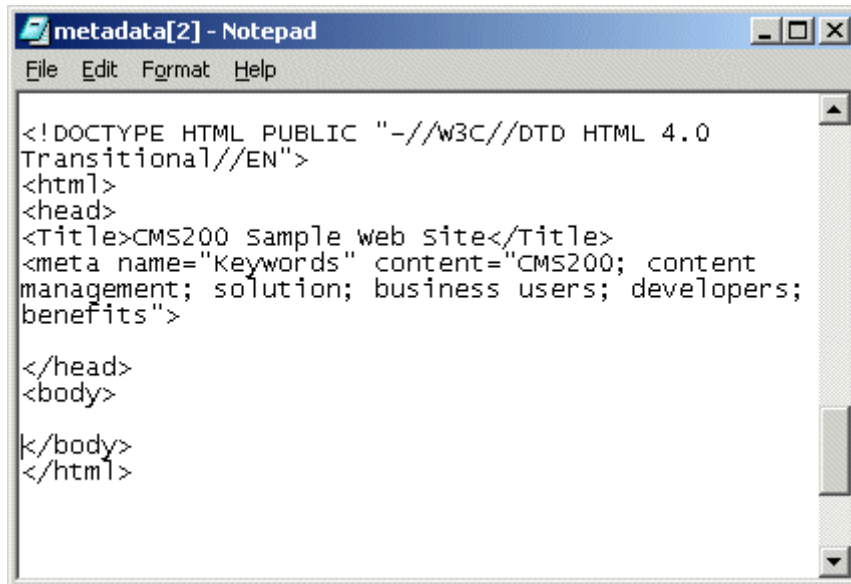 metadata[2] - Notepad
File Edit Format Help
<!DOCTYPE HTML PUBLIC "-//W3C//DTD HTML 4.0
Transitional//EN">
<html>
<head>
<Title>CMS200 Sample Web Site</Title>
<meta name="Keywords" content="CMS200; content
management; solution; business users; developers;
benefits">
</head>
<body>
</body>
</html>